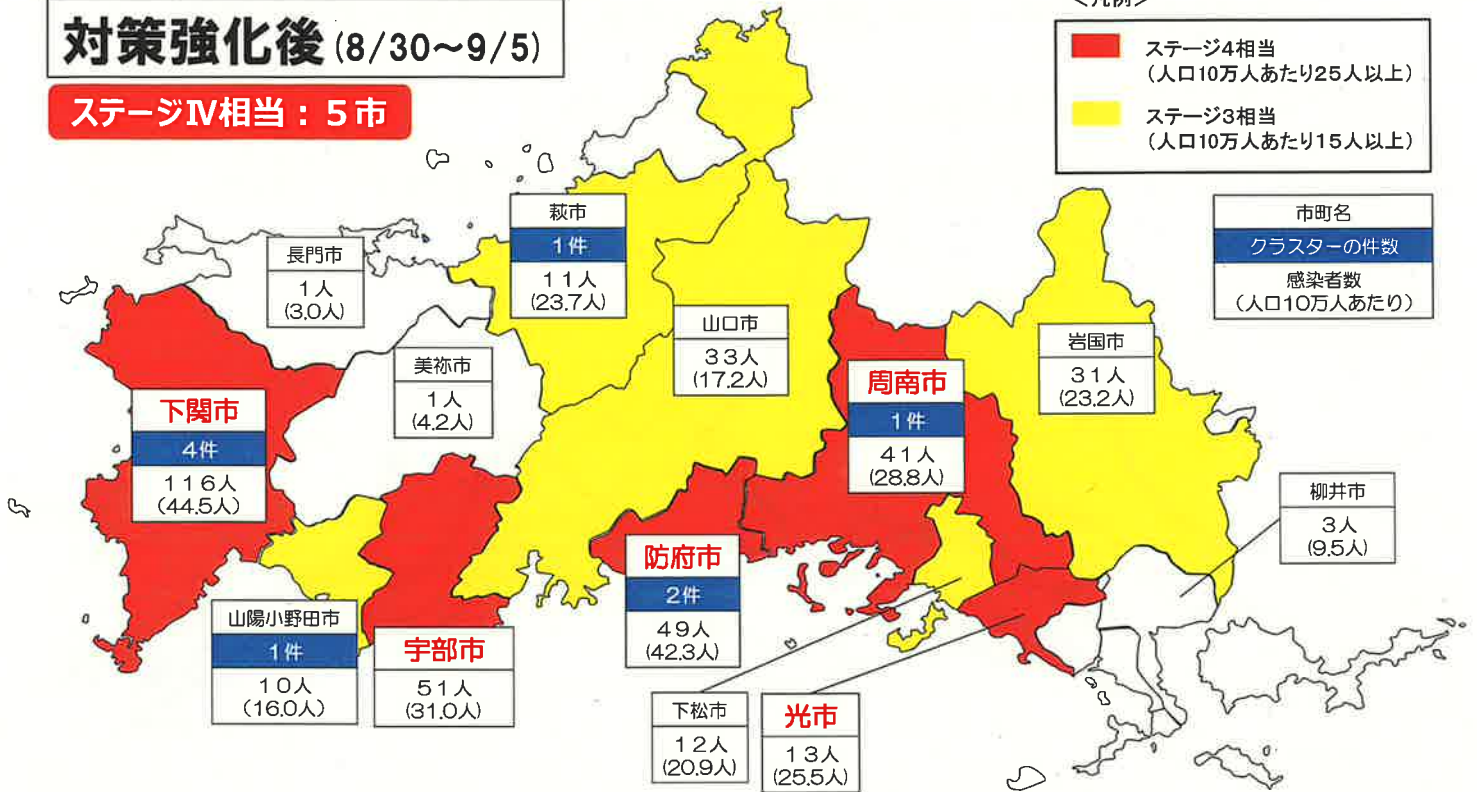 対策強化後(8/30～9/5)
ステージⅣ相当：５市
＜凡例＞
ステージ4相当
(人口10万人あたり25人以上)
ステージ3相当
(人口10万人あたり15人以上)
市町名
クラスターの件数
感染者数
(人口10万人あたり)
萩市
1件
11人
(23.7人)
長門市
1人
(3.0人)
山口市
33人
(17.2人)
岩国市
31人
(23.2人)
美祢市
1人
(4.2人)
周南市
1件
41人
(28.8人)
下関市
4件
116人
(44.5人)
柳井市
3人
(9.5人)
防府市
2件
49人
(42.3人)
山陽小野田市
1件
10人
(16.0人)
宇部市
51人
(31.0人)
下松市
12人
(20.9人)
光市
13人
(25.5人)